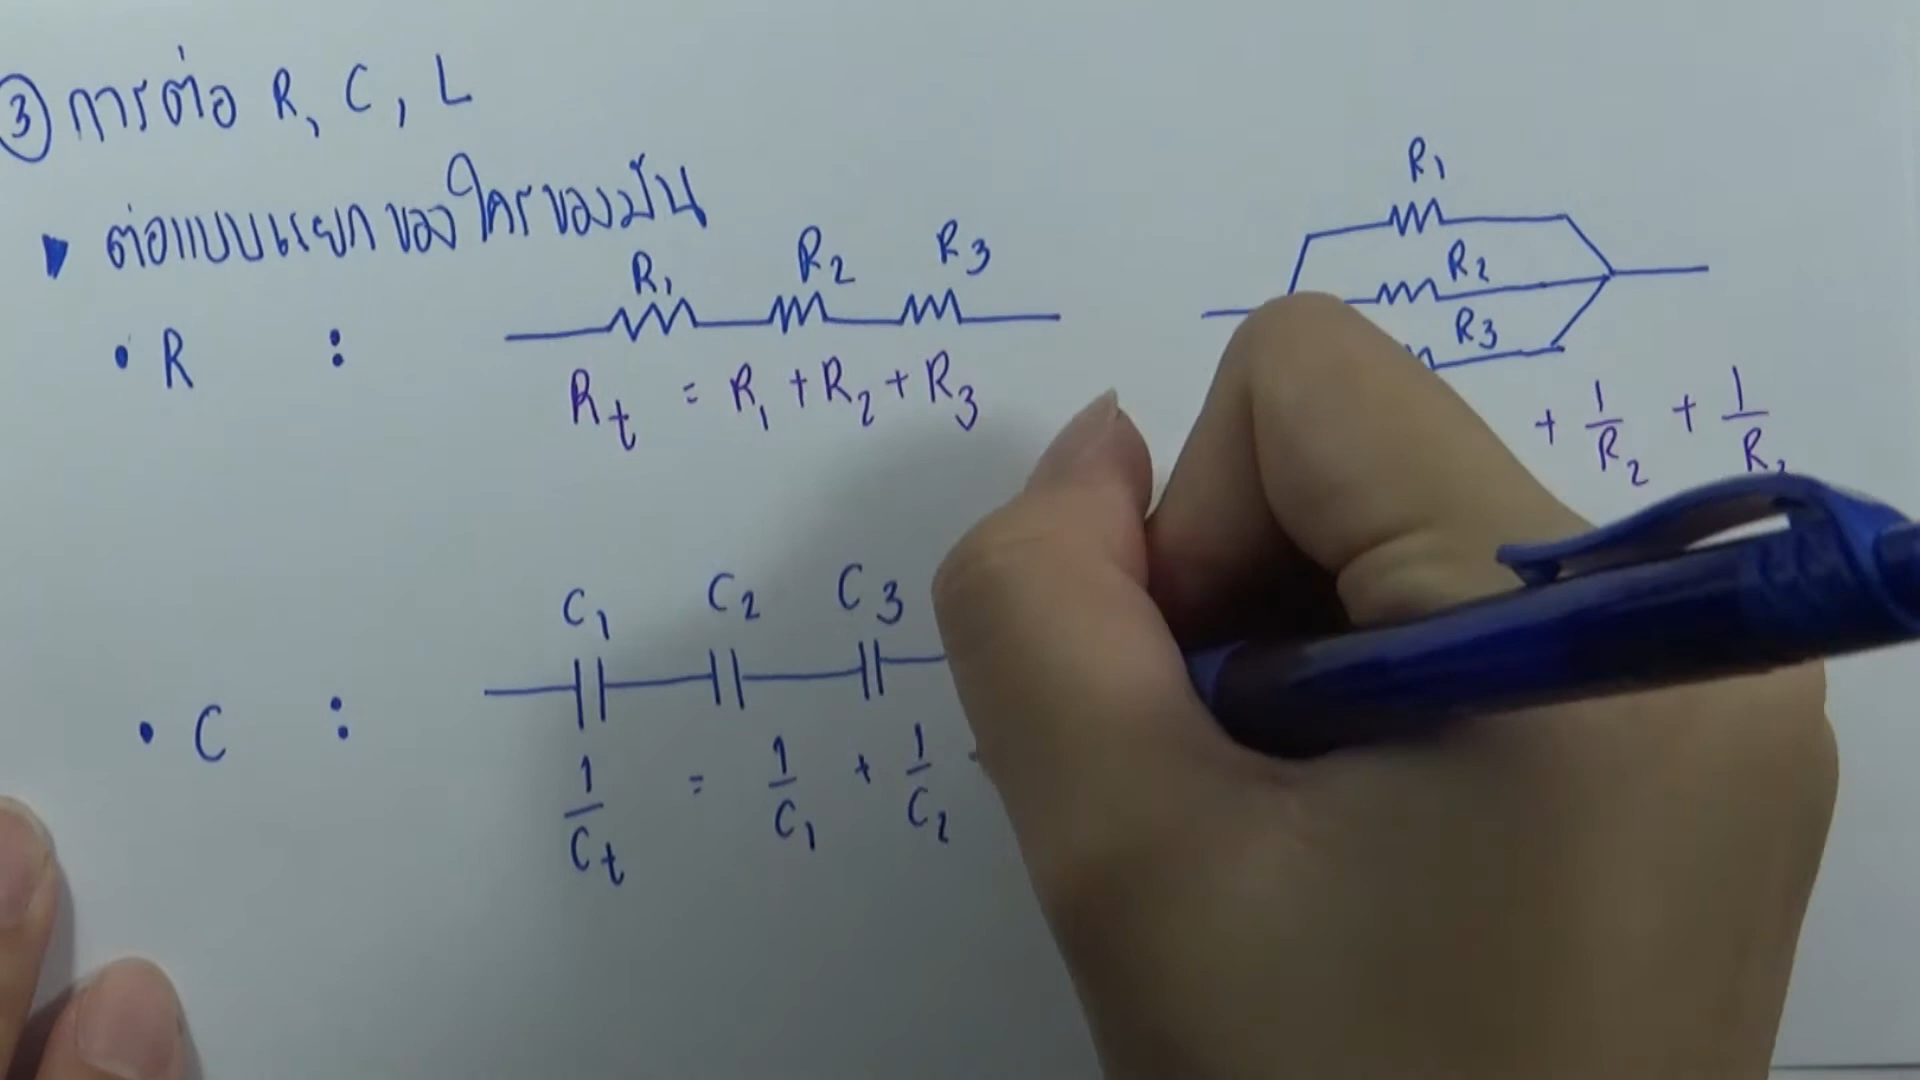 ③ การต่อ R, C, L
▶ ต่อแบบแยกของใครของมัน
• R :
R1 R2 R3
Rt = R1 + R2 + R3
R1
R2
R3
+ 1/R2 + 1/R
• C :
C1 C2 C3
1/Ct = 1/C1 + 1/C2